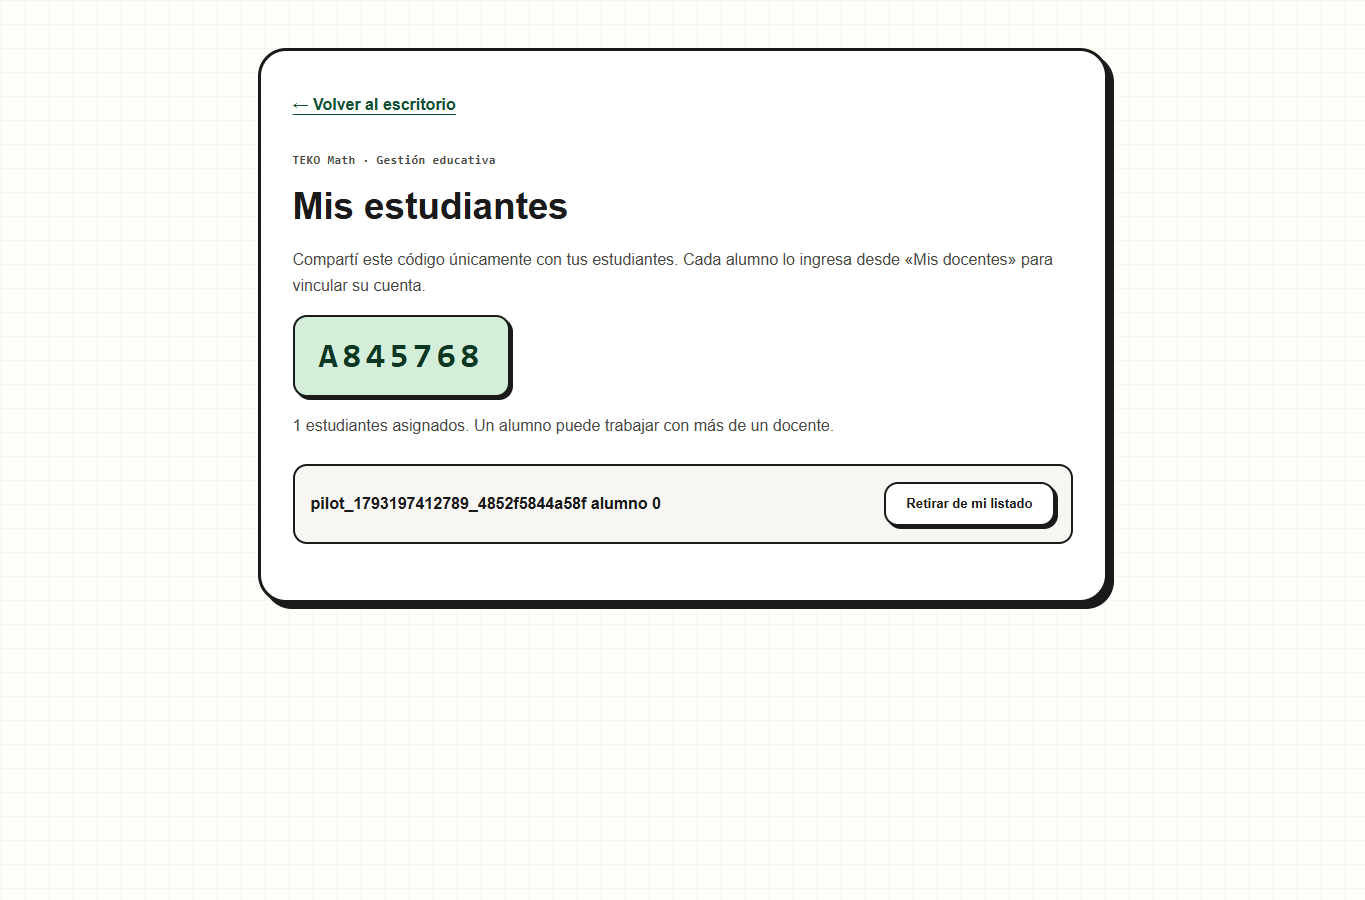 ← Volver al escritorio
TEKO Math · Gestión educativa
Mis estudiantes
Compartí este código únicamente con tus estudiantes. Cada alumno lo ingresa desde «Mis docentes» para
vincular su cuenta.
A845768
1 estudiantes asignados. Un alumno puede trabajar con más de un docente.
pilot_1793197412789_4852f5844a58f alumno 0
Retirar de mi listado